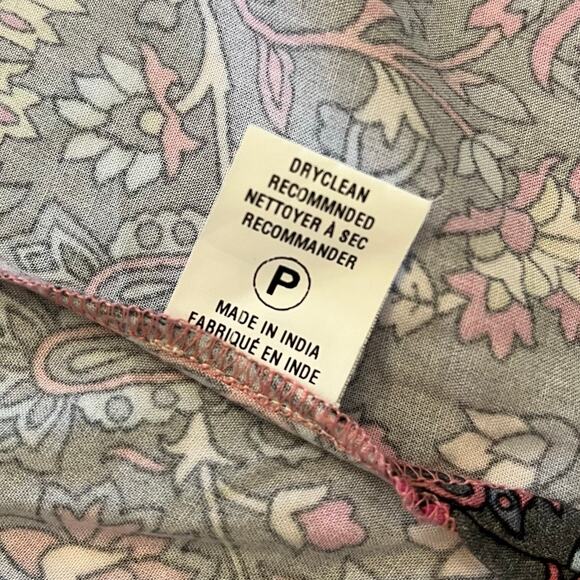 DRYCLEAN
RECOMMNDED
NETTOYER À SEC
RECOMMANDER
P
MADE IN INDIA
FABRIQUÉ EN INDE